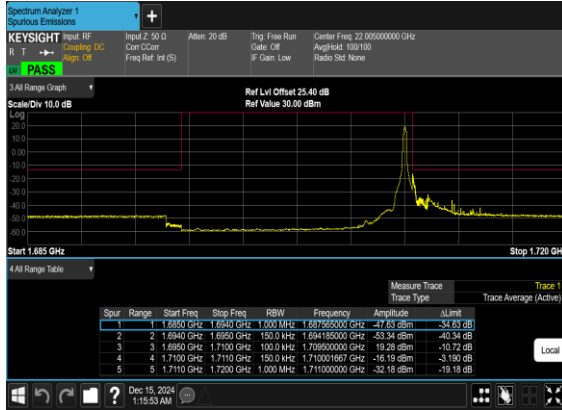 Spectrum Analyzer 1
Spurious Emissions
+
KEYSIGHT Input: RF Input Z: 50 Ω Atten: 20 dB Trig: Free Run Center Freq: 22.005000000 GHz
R T Coupling: DC Corr CCorr Gate: Off Avg|Hold: 100/100
Align: Off Freq Ref: Int (S) IF Gain: Low Radio Std: None
LXI PASS
3 All Range Graph
Ref Lvl Offset 25.40 dB
Scale/Div 10.0 dB Ref Value 30.00 dBm
Log
20.0
10.0
0.00
-10.0
-20.0
-30.0
-40.0
-50.0
-60.0
Start 1.685 GHz Stop 1.720 GH
4 All Range Table
Measure Trace Trace 1
Trace Type Trace Average (Active)
Spur Range Start Freq Stop Freq RBW Frequency Amplitude ΔLimit
1 1 1.6850 GHz 1.6940 GHz 1.000 MHz 1.687565000 GHz -47.63 dBm -34.63 dB
2 2 1.6940 GHz 1.6950 GHz 150.0 kHz 1.694185000 GHz -53.34 dBm -40.34 dB
3 3 1.6950 GHz 1.7100 GHz 100.0 kHz 1.709500000 GHz 19.28 dBm -10.72 dB
4 4 1.7100 GHz 1.7110 GHz 150.0 kHz 1.710001667 GHz -16.19 dBm -3.190 dB
5 5 1.7110 GHz 1.7200 GHz 1.000 MHz 1.711000000 GHz -32.18 dBm -19.18 dB
Local
?
Dec 15, 2024
1:15:53 AM